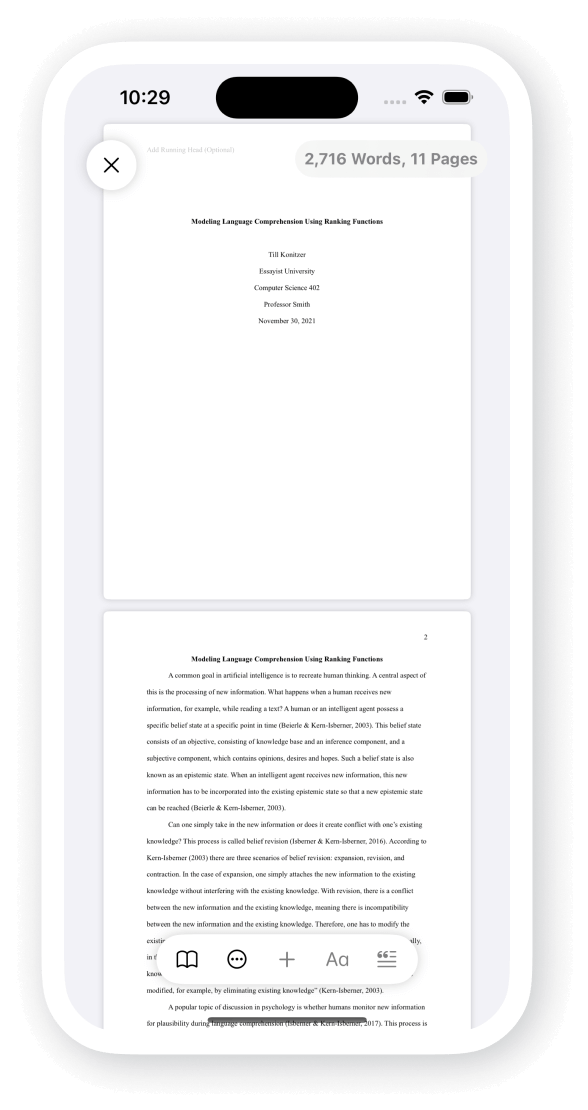 10:29
Add Running Head (Optional)
2,716 Words, 11 Pages
Modeling Language Comprehension Using Ranking Functions
Till Konitzer
Essayist University
Computer Science 402
Professor Smith
November 30, 2021
2
Modeling Language Comprehension Using Ranking Functions
A common goal in artificial intelligence is to recreate human thinking. A central aspect of
this is the processing of new information. What happens when a human receives new
information, for example, while reading a text? A human or an intelligent agent possess a
specific belief state at a specific point in time (Beierle & Kern-Isberner, 2003). This belief state
consists of an objective, consisting of knowledge base and an inference component, and a
subjective component, which contains opinions, desires and hopes. Such a belief state is also
known as an epistemic state. When an intelligent agent receives new information, this new
information has to be incorporated into the existing epistemic state so that a new epistemic state
can be reached (Beierle & Kern-Isberner, 2003).
Can one simply take in the new information or does it create conflict with one’s existing
knowledge? This process is called belief revision (Isberner & Kern-Isberner, 2016). According to
Kern-Isberner (2003) there are three scenarios of belief revision: expansion, revision, and
contraction. In the case of expansion, one simply attaches the new information to the existing
knowledge without interfering with the existing knowledge. With revision, there is a conflict
between the new information and the existing knowledge, meaning there is incompatibility
between the new information and the existing knowledge. Therefore, one has to modify the
Aa
modified, for example, by eliminating existing knowledge” (Kern-Isberner, 2003).
A popular topic of discussion in psychology is whether humans monitor new information
for plausibility during language comprehension (Isberner & Kern-Isberner, 2017). This process is